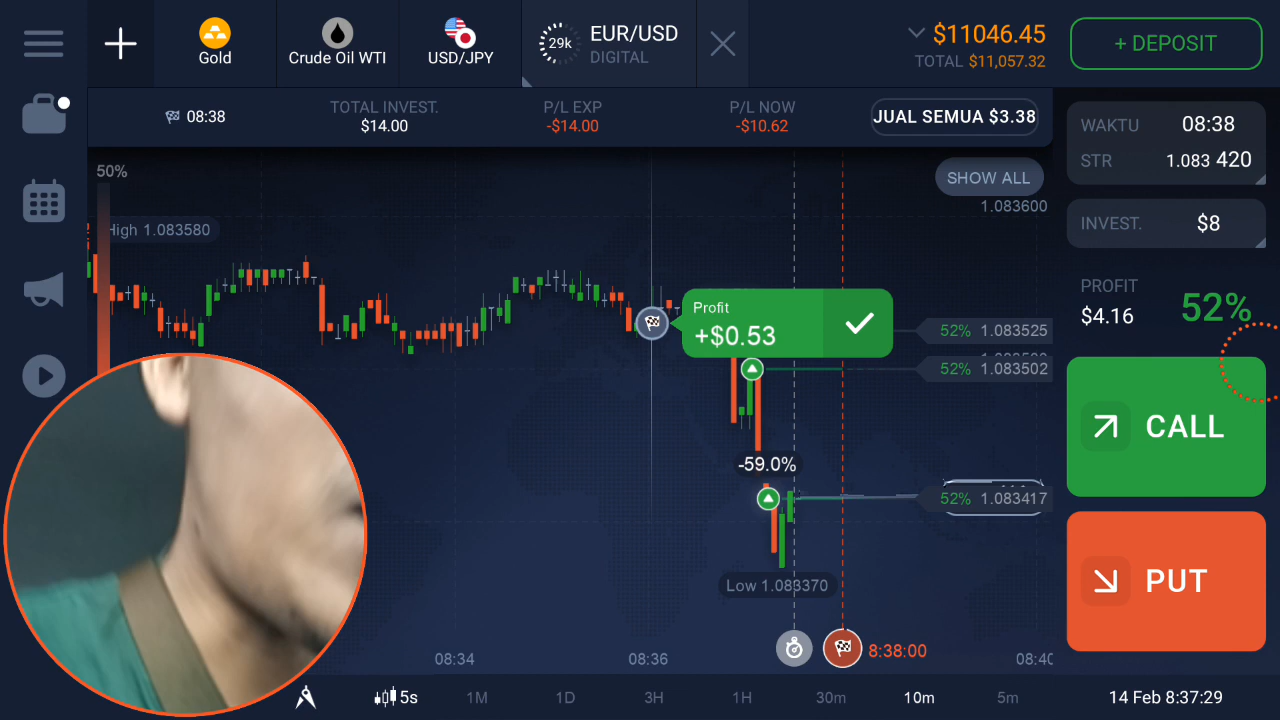 Gold
Crude Oil WTI
USD/JPY
29k
EUR/USD
DIGITAL
$11046.45
TOTAL $11,057.32
+ DEPOSIT
08:38
TOTAL INVEST.
$14.00
P/L EXP
-$14.00
P/L NOW
-$10.62
JUAL SEMUA $3.38
WAKTU 08:38
STR 1.083 420
50%
SHOW ALL
1.083600
High 1.083580
INVEST. $8
PROFIT
$4.16
52%
Profit
+$0.53
52% 1.083525
52% 1.083502
CALL
-59.0%
52% 1.083417
Low 1.083370
PUT
8:38:00
08:34
08:36
08:40
5s
1M
1D
3H
1H
30m
10m
5m
14 Feb 8:37:29